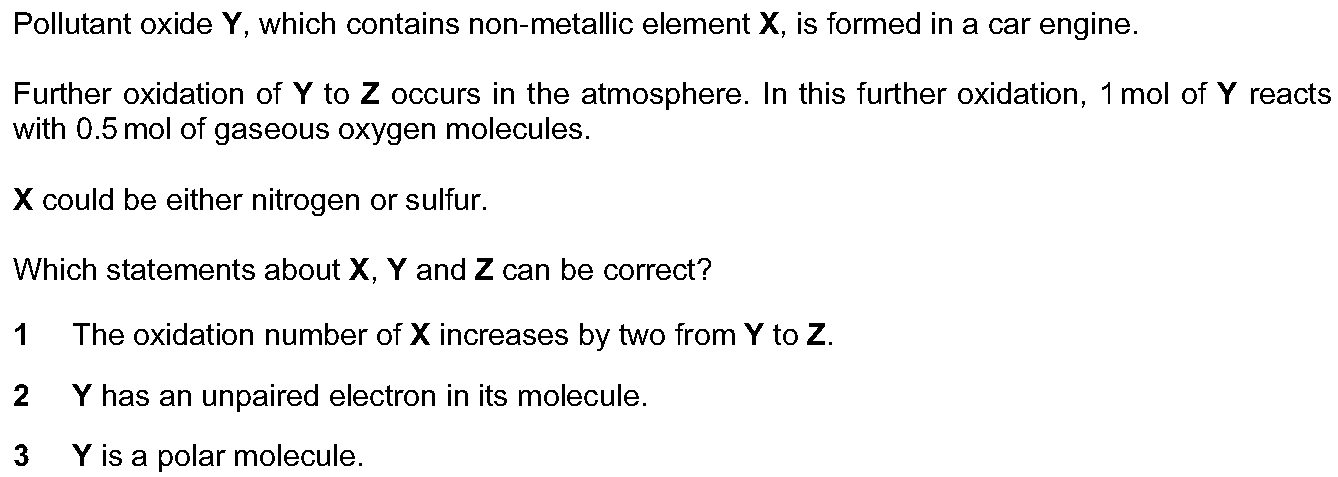 Pollutant oxide Y, which contains non-metallic element X, is formed in a car engine.
Further oxidation of Y to Z occurs in the atmosphere. In this further oxidation, 1 mol of Y reacts
with 0.5 mol of gaseous oxygen molecules.
X could be either nitrogen or sulfur.
Which statements about X, Y and Z can be correct?
1 The oxidation number of X increases by two from Y to Z.
2 Y has an unpaired electron in its molecule.
3 Y is a polar molecule.